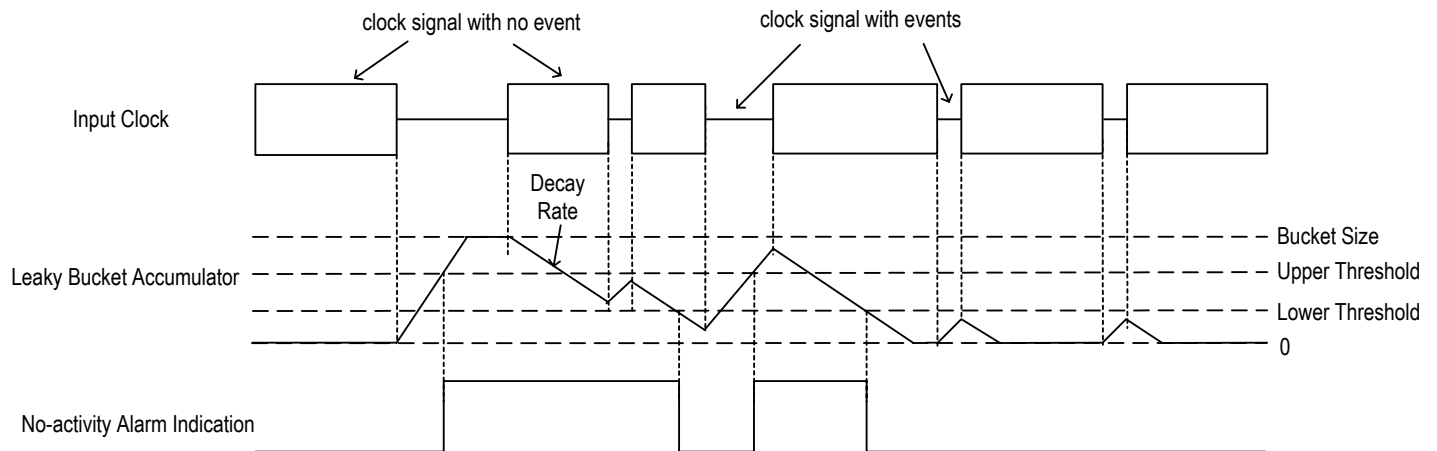 clock signal with no event
clock signal with events
Input Clock
Decay
Rate
Bucket Size
Leaky Bucket Accumulator
Upper Threshold
Lower Threshold
0
No-activity Alarm Indication